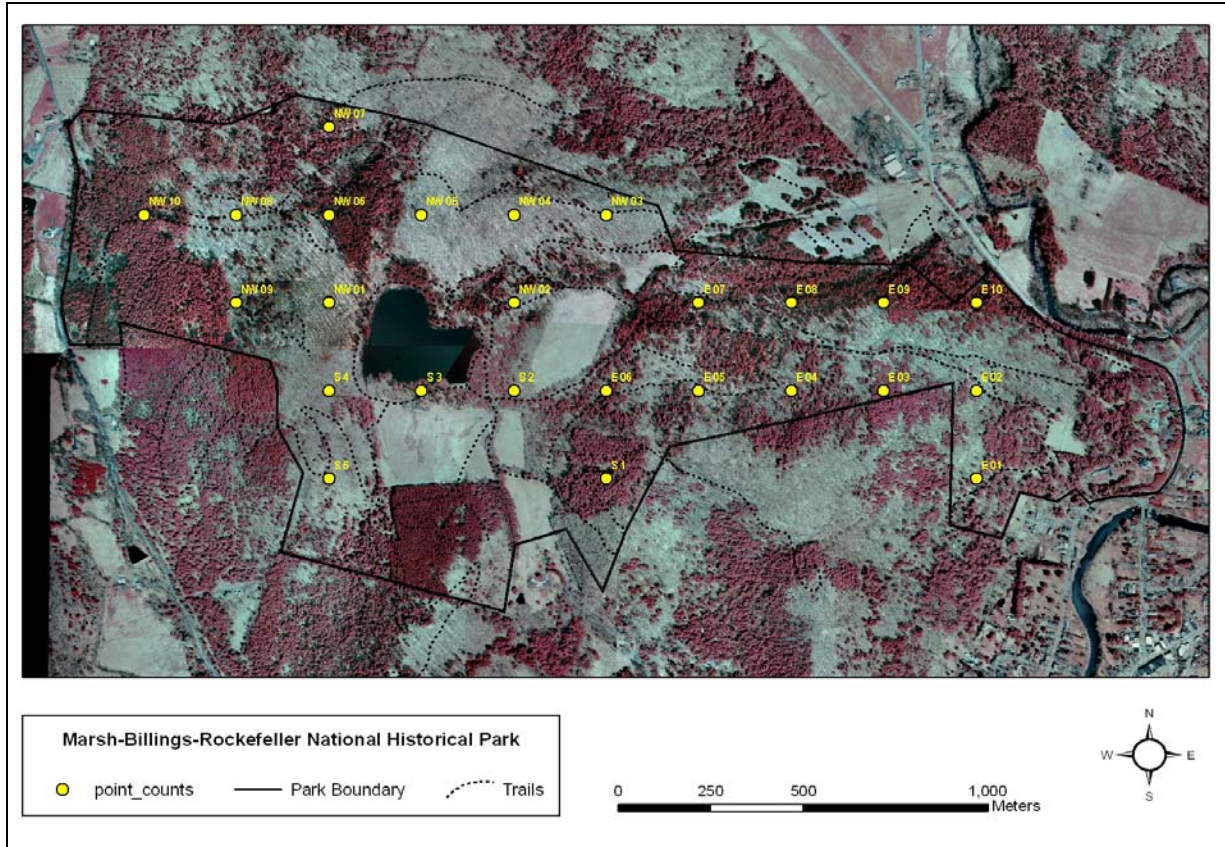 NW 07
NW 10 NW 08 NW 06 NW 05 NW 04 NW 03
NW 09 NW 01 NW 02 E 07 E 08 E 09 E 10
S 4 S 3 S 2 E 06 E 05 E 04 E 03 E 02
S 5 S 1 E 01
Marsh-Billings-Rockefeller National Historical Park
point_counts Park Boundary Trails
0 250 500 1,000
Meters
N
W E
S